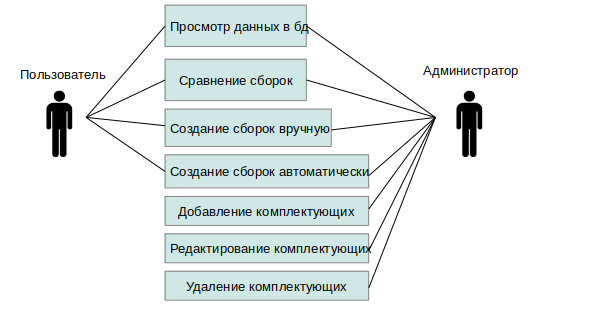 Просмотр данных в бд
Пользователь
Администратор
Сравнение сборок
Создание сборок вручную
Создание сборок автоматически
Добавление комплектующих
Редактирование комплектующих
Удаление комплектующих